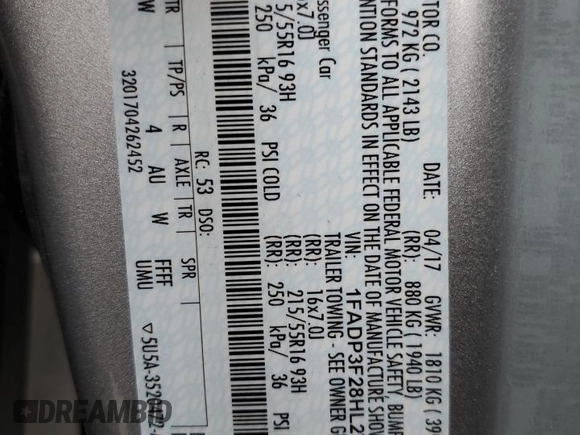 TOR CO.
DATE: 04/17 GVWR: 1810 KG ( 39
972 KG ( 2143 LB) (RR): 880 KG ( 1940 LB)
FORMS TO ALL APPLICABLE FEDERAL MOTOR VEHICLE SAFETY, BUM
NTION STANDARDS IN EFFECT ON THE DATE OF MANUFACTURE SHOW
VIN: 1FADP3F28HL2
ssenger Car TRAILER TOWING - SEE OWNER G
x7.0J (RR): 16x7.0J
5/55R16 93H (RR): 215/55R16 93H
250 kPa/ 36 PSI COLD (RR): 250 kPa/ 36 PSI
RC: 53 DSO:
TR TP/PS R AXLE TR SPR
W 4 AU W FFFF
3201704262452 UMU
5U5A-3520
DREAMBID